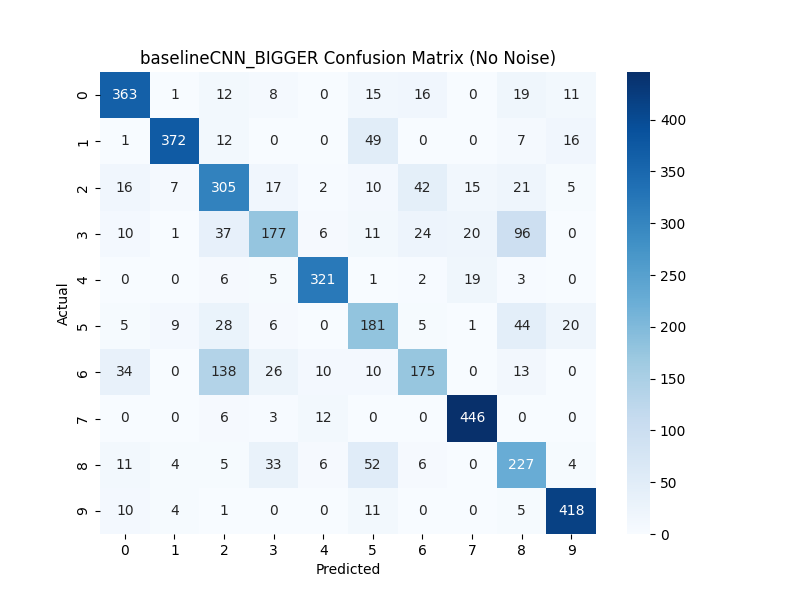 baselineCNN_BIGGER Confusion Matrix (No Noise)
0 363 1 12 8 0 15 16 0 19 11
1 1 372 12 0 0 49 0 0 7 16
2 16 7 305 17 2 10 42 15 21 5
3 10 1 37 177 6 11 24 20 96 0
4 0 0 6 5 321 1 2 19 3 0
5 5 9 28 6 0 181 5 1 44 20
6 34 0 138 26 10 10 175 0 13 0
7 0 0 6 3 12 0 0 446 0 0
8 11 4 5 33 6 52 6 0 227 4
9 10 4 1 0 0 11 0 0 5 418
0 1 2 3 4 5 6 7 8 9
Predicted
Actual
400
350
300
250
200
150
100
50
0